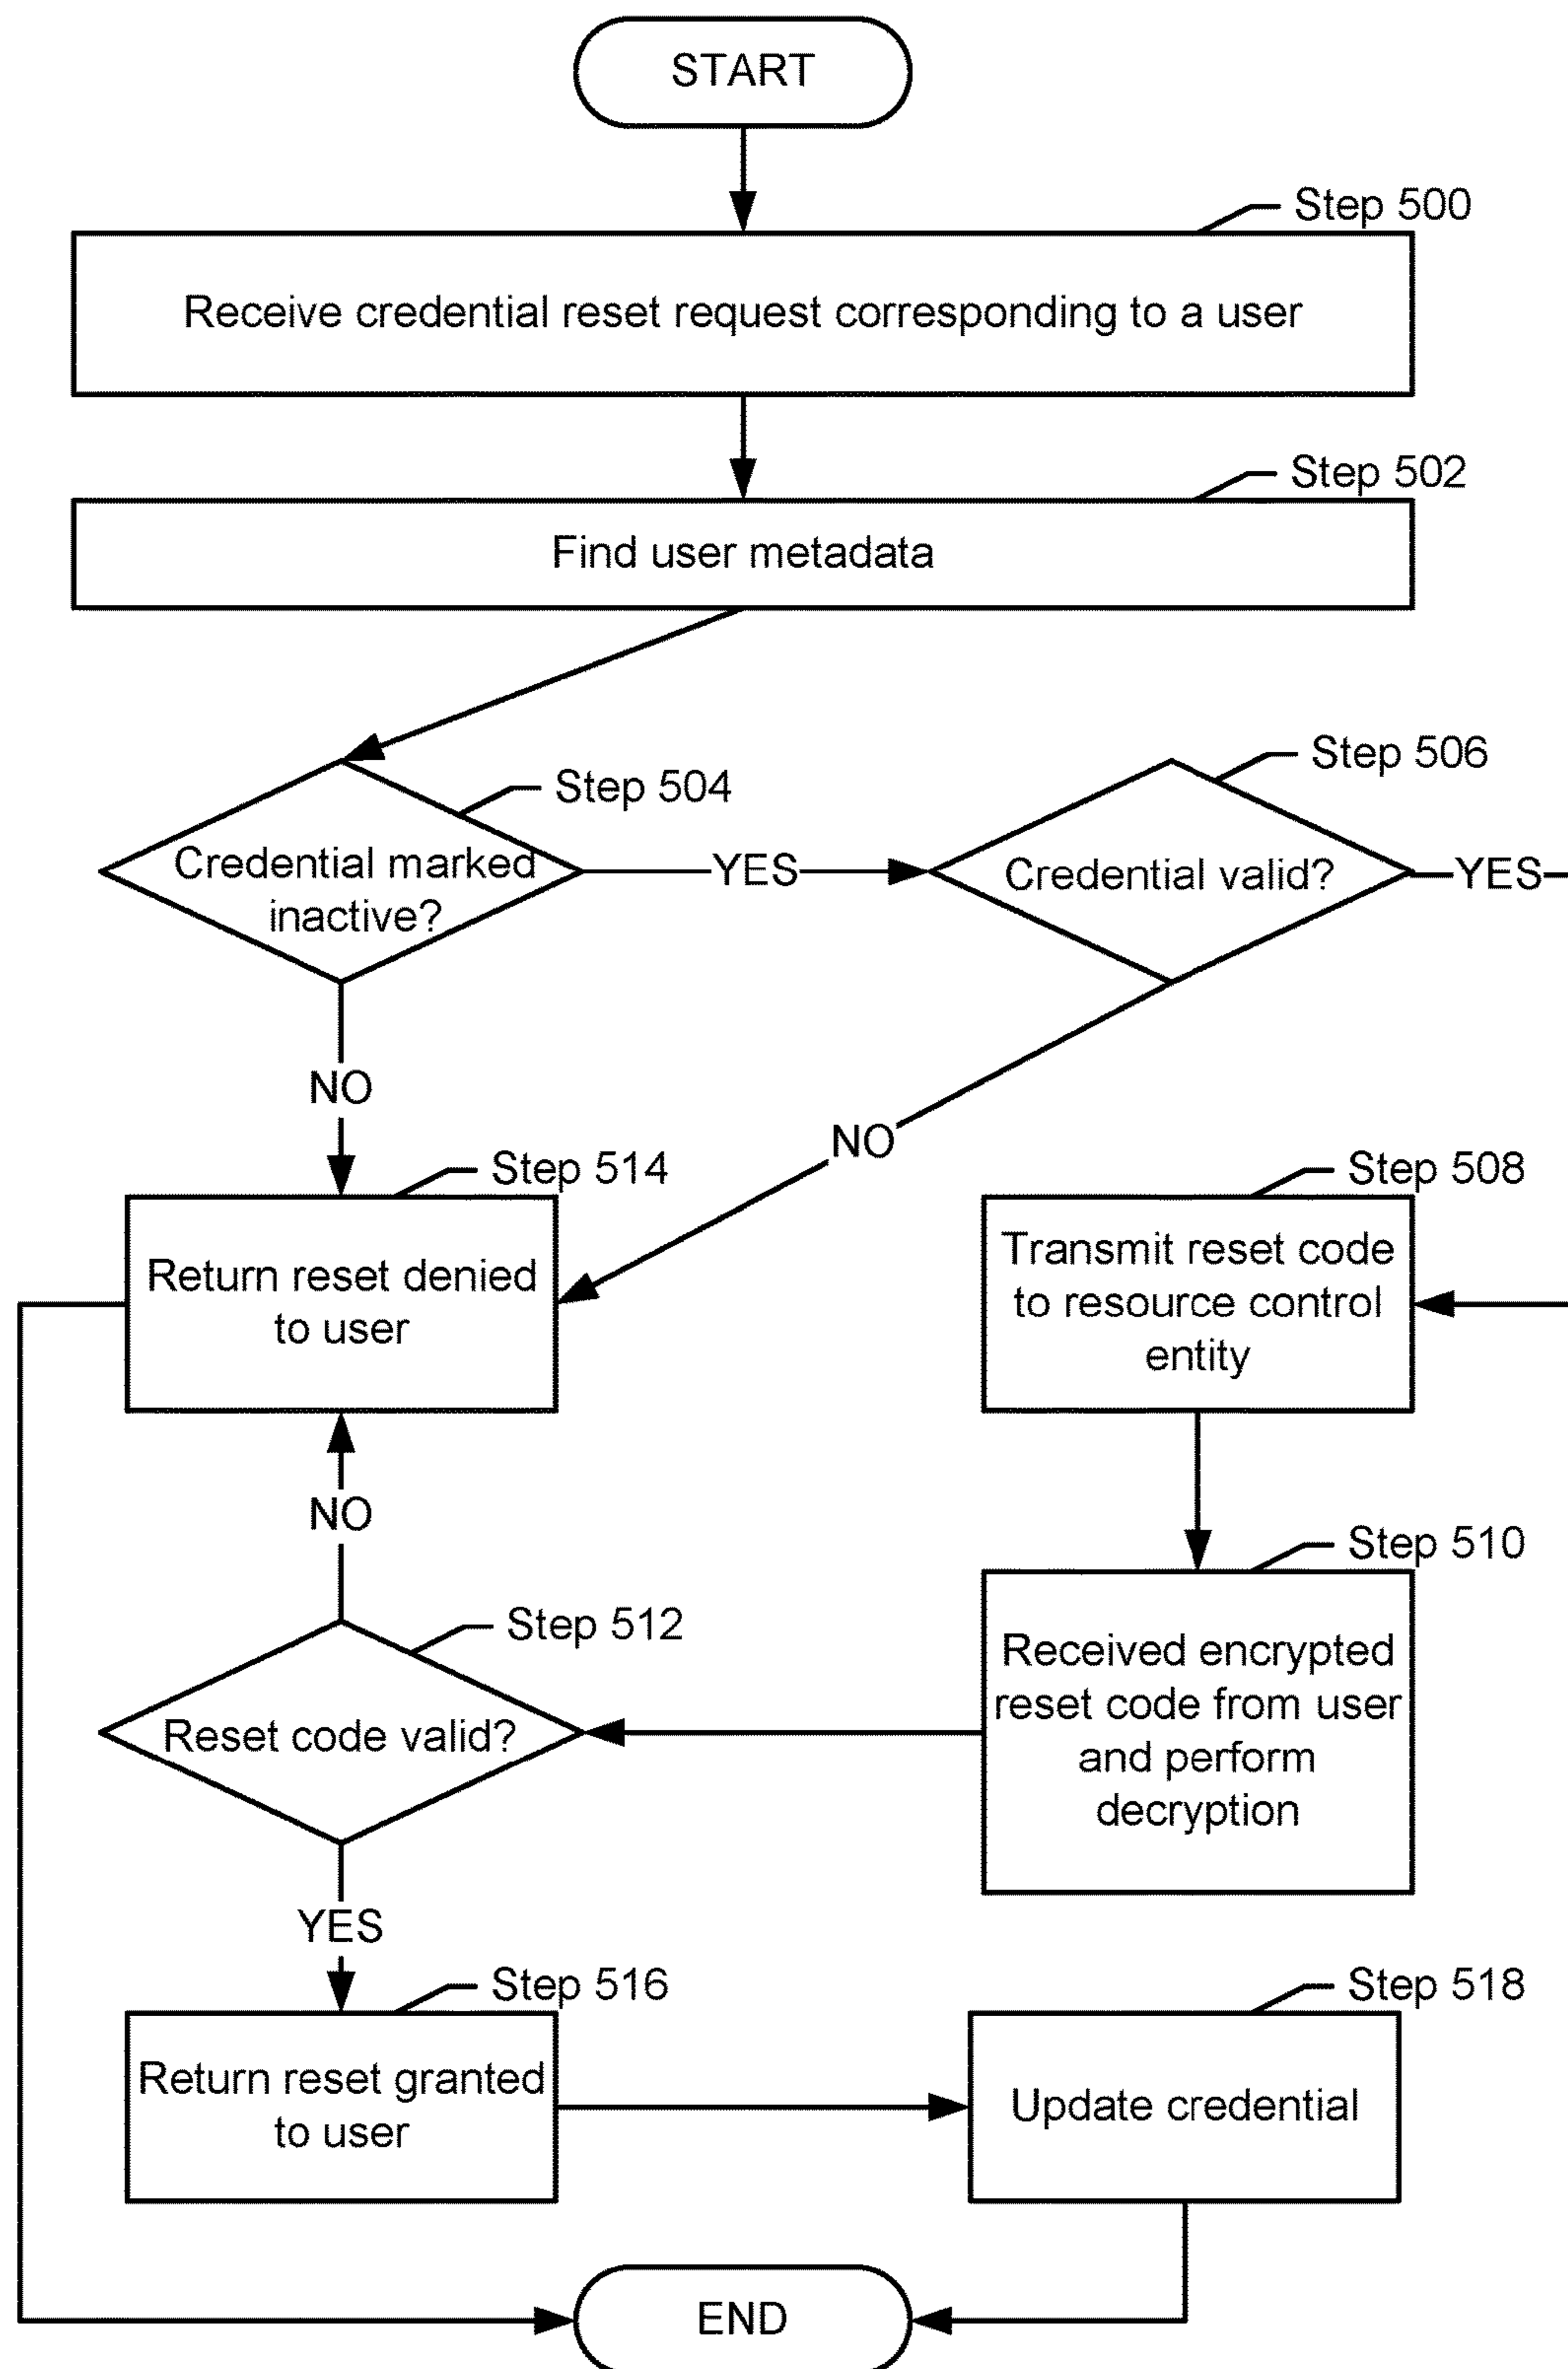 START
Step 500
Receive credential reset request corresponding to a user
Step 502
Find user metadata
Step 504
Credential marked
inactive?
YES
Step 506
Credential valid?
YES
NO
NO
Step 514
Return reset denied
to user
Step 508
Transmit reset code
to resource control
entity
NO
Step 510
Received encrypted
reset code from user
and perform
decryption
Step 512
Reset code valid?
YES
Step 516
Return reset granted
to user
Step 518
Update credential
END